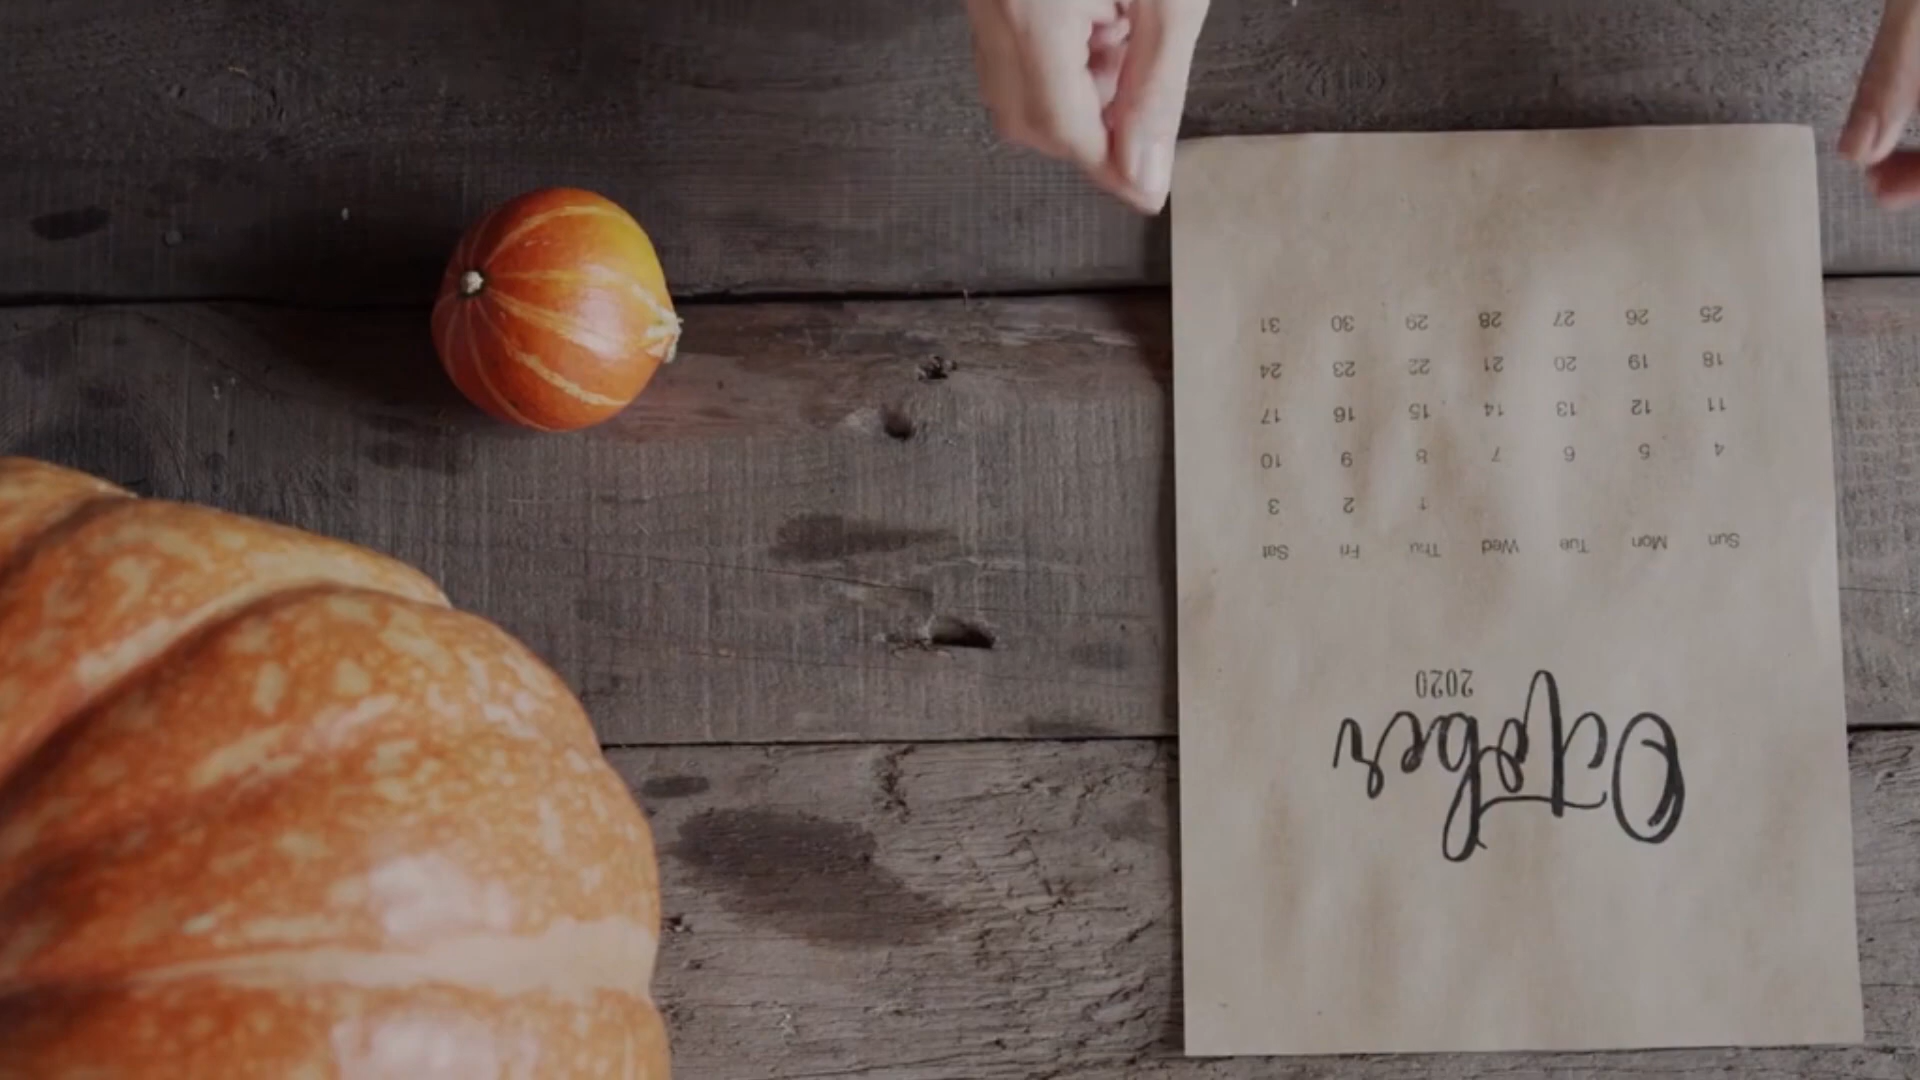 October
2020
Sun Mon Tue Wed Thu Fri Sat
1 2 3
4 5 6 7 8 9 10
11 12 13 14 15 16 17
18 19 20 21 22 23 24
25 26 27 28 29 30 31